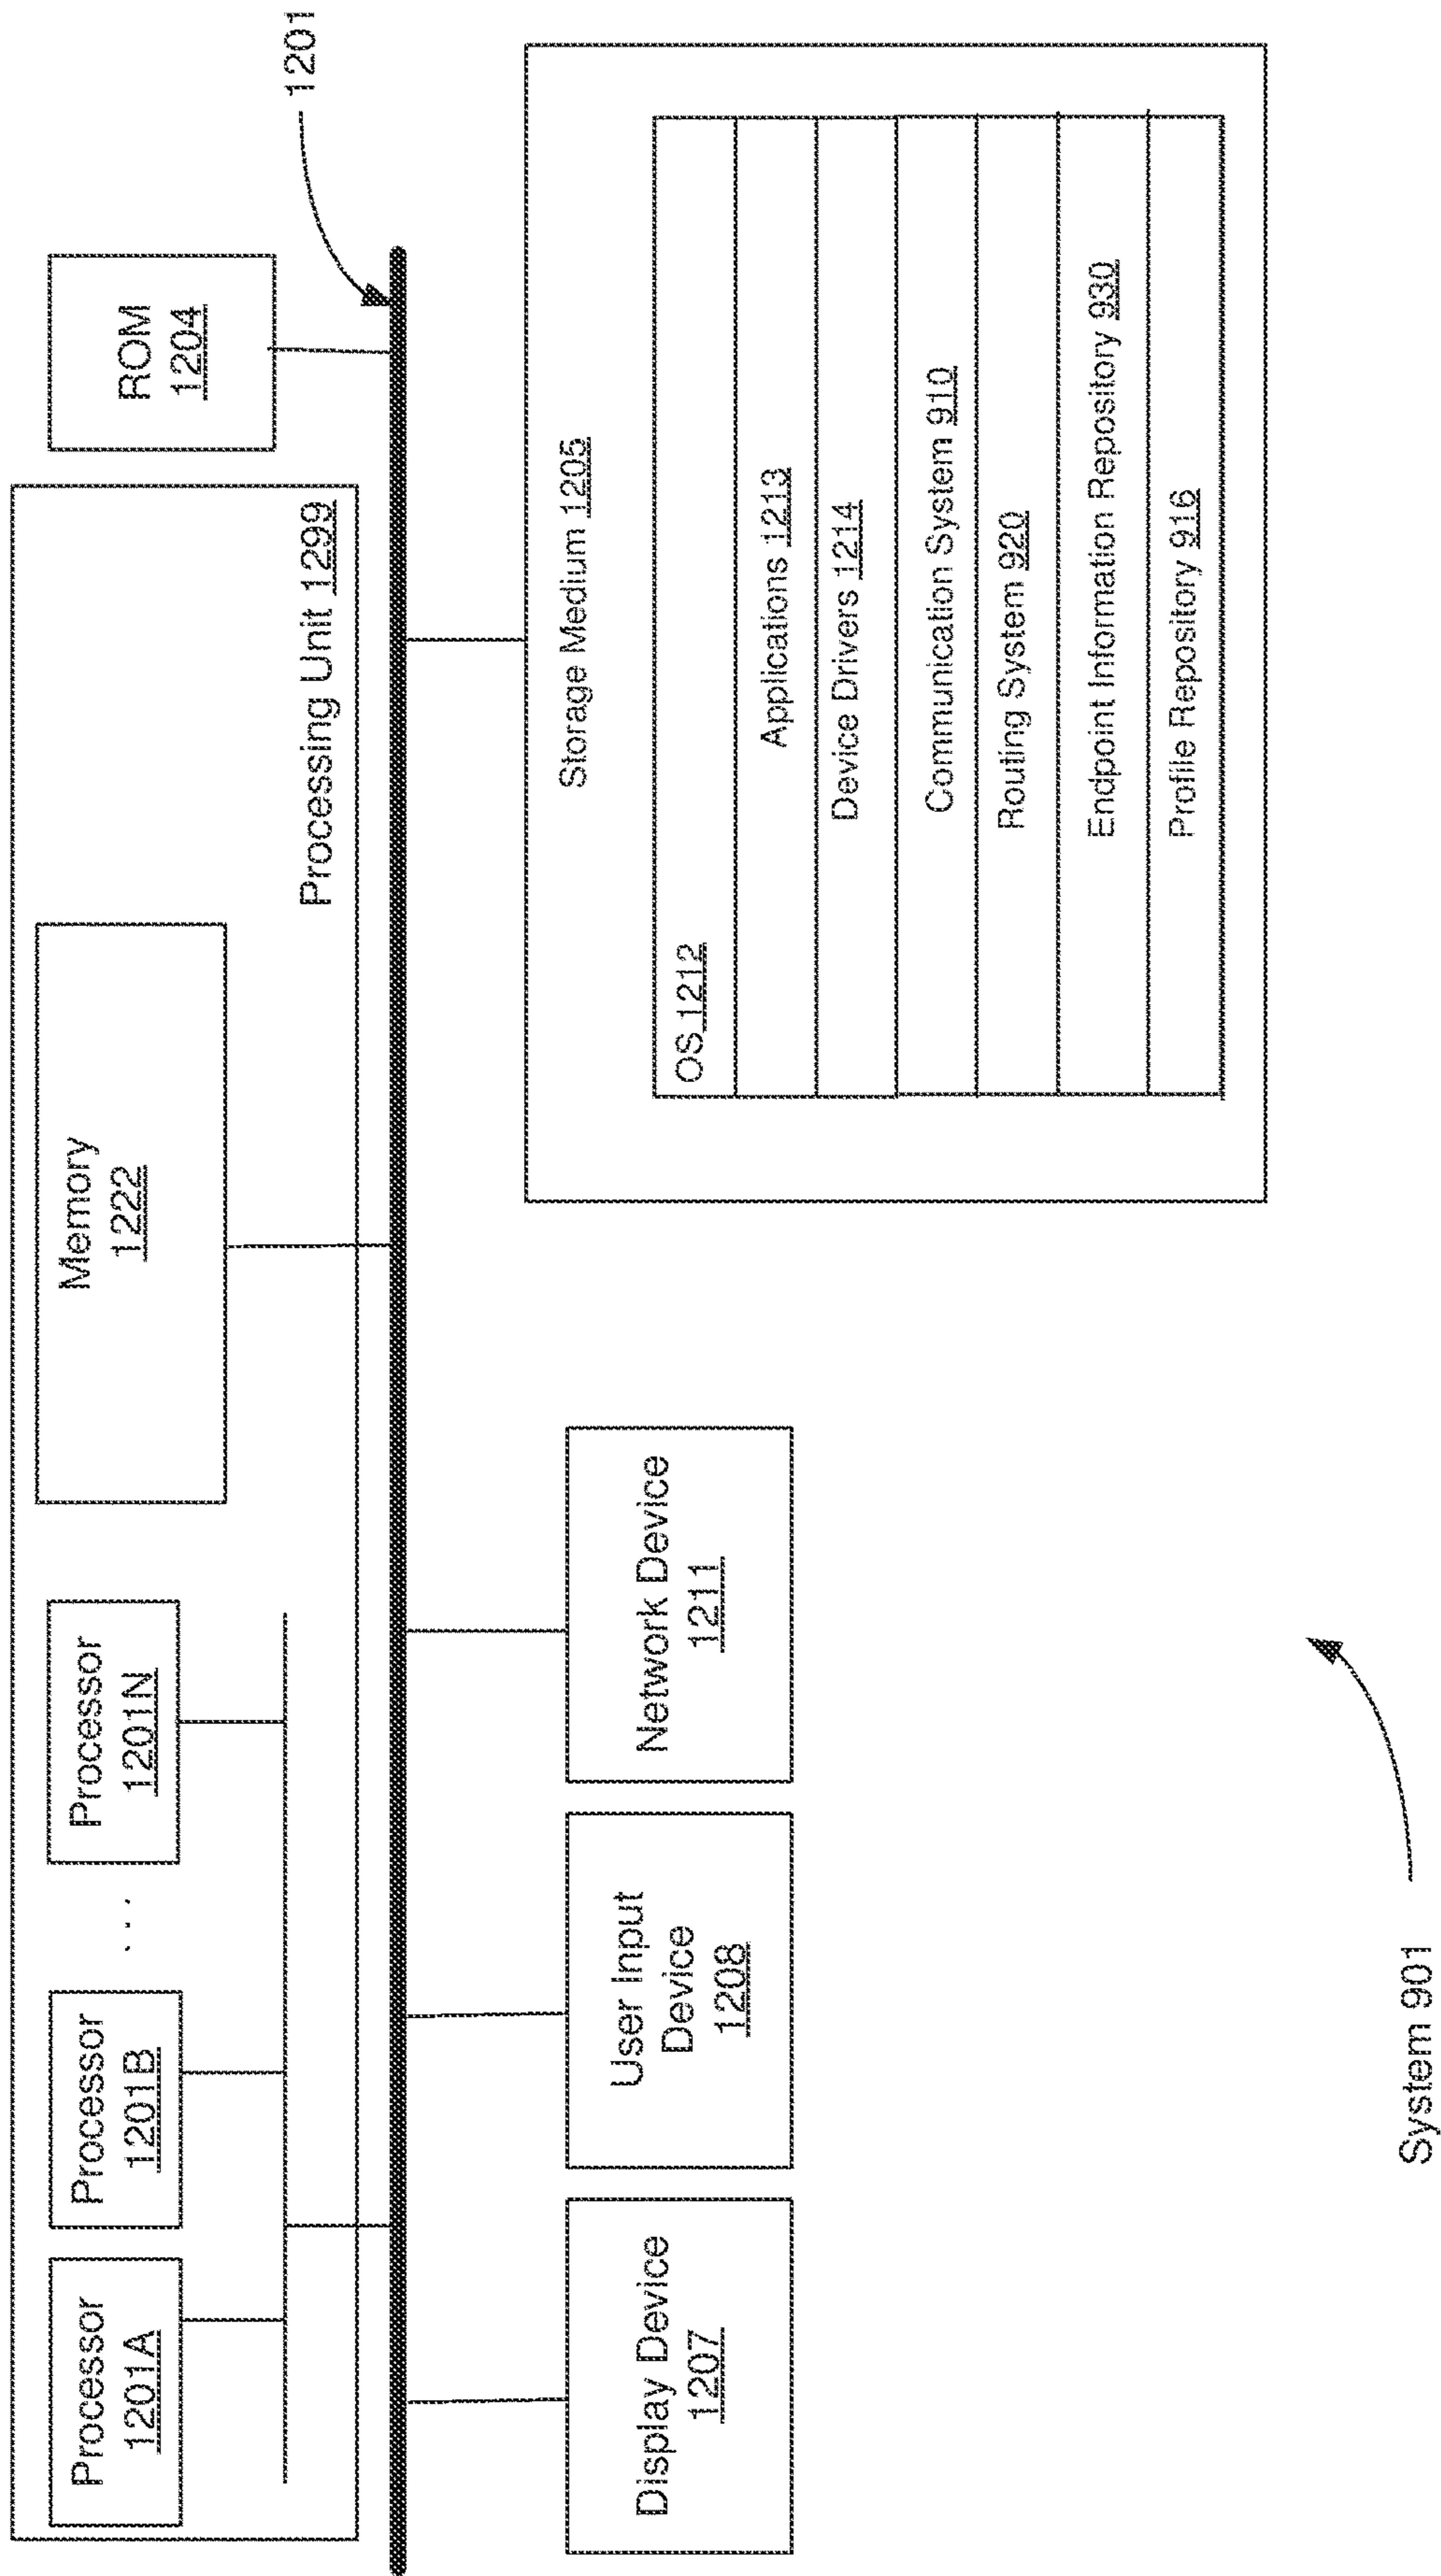 Processor
1201A
Processor
1201B
. . .
Processor
1201N
Memory
1222
Processing Unit 1299
ROM
1204
1201
Display Device
1207
User Input
Device
1208
Network Device
1211
Storage Medium 1205
OS 1212
Applications 1213
Device Drivers 1214
Communication System 910
Routing System 920
Endpoint Information Repository 930
Profile Repository 916
System 901